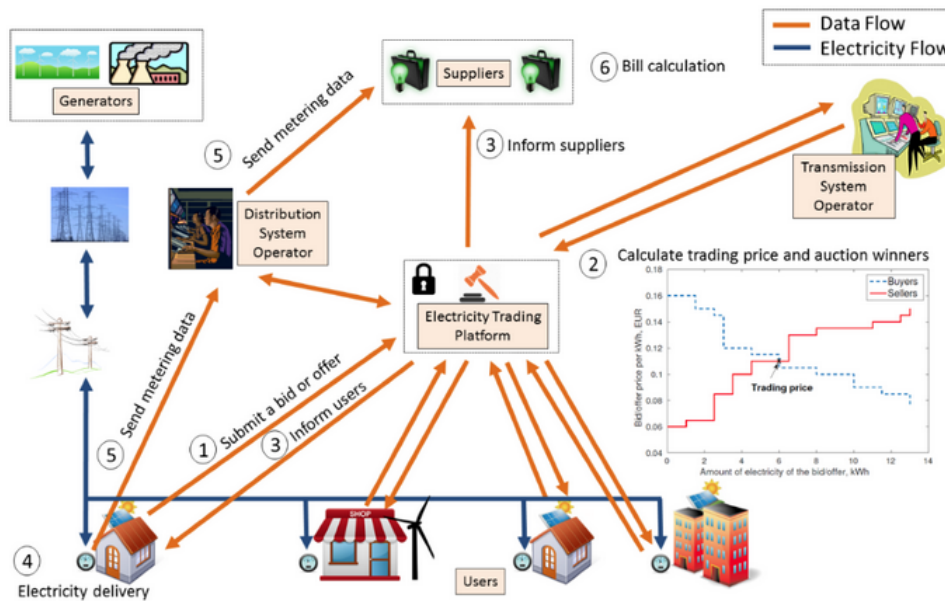 Data Flow
Electricity Flow
Generators
Suppliers
6 Bill calculation
5 Send metering data
3 Inform suppliers
Transmission
System
Operator
Distribution
System
Operator
2 Calculate trading price and auction winners
Electricity Trading
Platform
Buyers
Sellers
Bid/offer price per kWh, EUR
0.18
0.16
0.14
0.12
0.1
0.08
0.06
0.04
Trading price
0 2 4 6 8 10 12 14
Amount of electricity of the bid/offer, kWh
5 Send metering data
1 Submit a bid or offer
3 Inform users
SHOP
4
Electricity delivery
Users